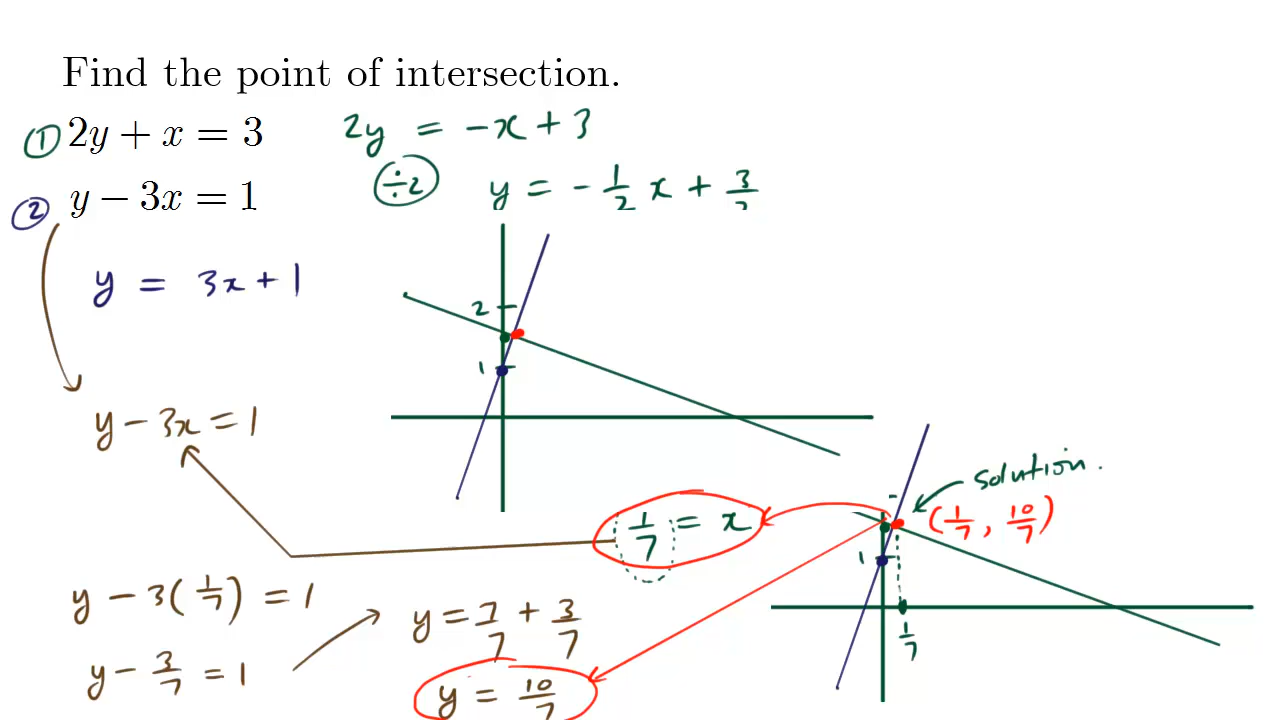 Find the point of intersection.
① 2y + x = 3
2y = -x + 3
÷2
y = -1/2 x + 3/2
② y − 3x = 1
y = 3x + 1
2
1
y - 3x = 1
solution.
(1/7, 10/7)
1/7 = x
1
1/7
y - 3(1/7) = 1
y = 7/7 + 3/7
y - 3/7 = 1
y = 10/7